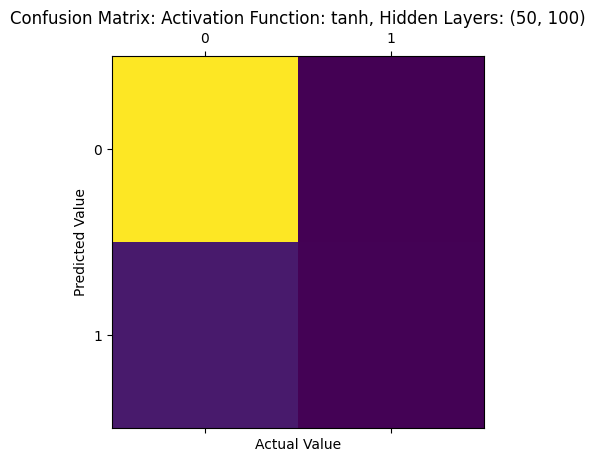 Confusion Matrix: Activation Function: tanh, Hidden Layers: (50, 100)
0 1
0
Predicted Value
1
Actual Value